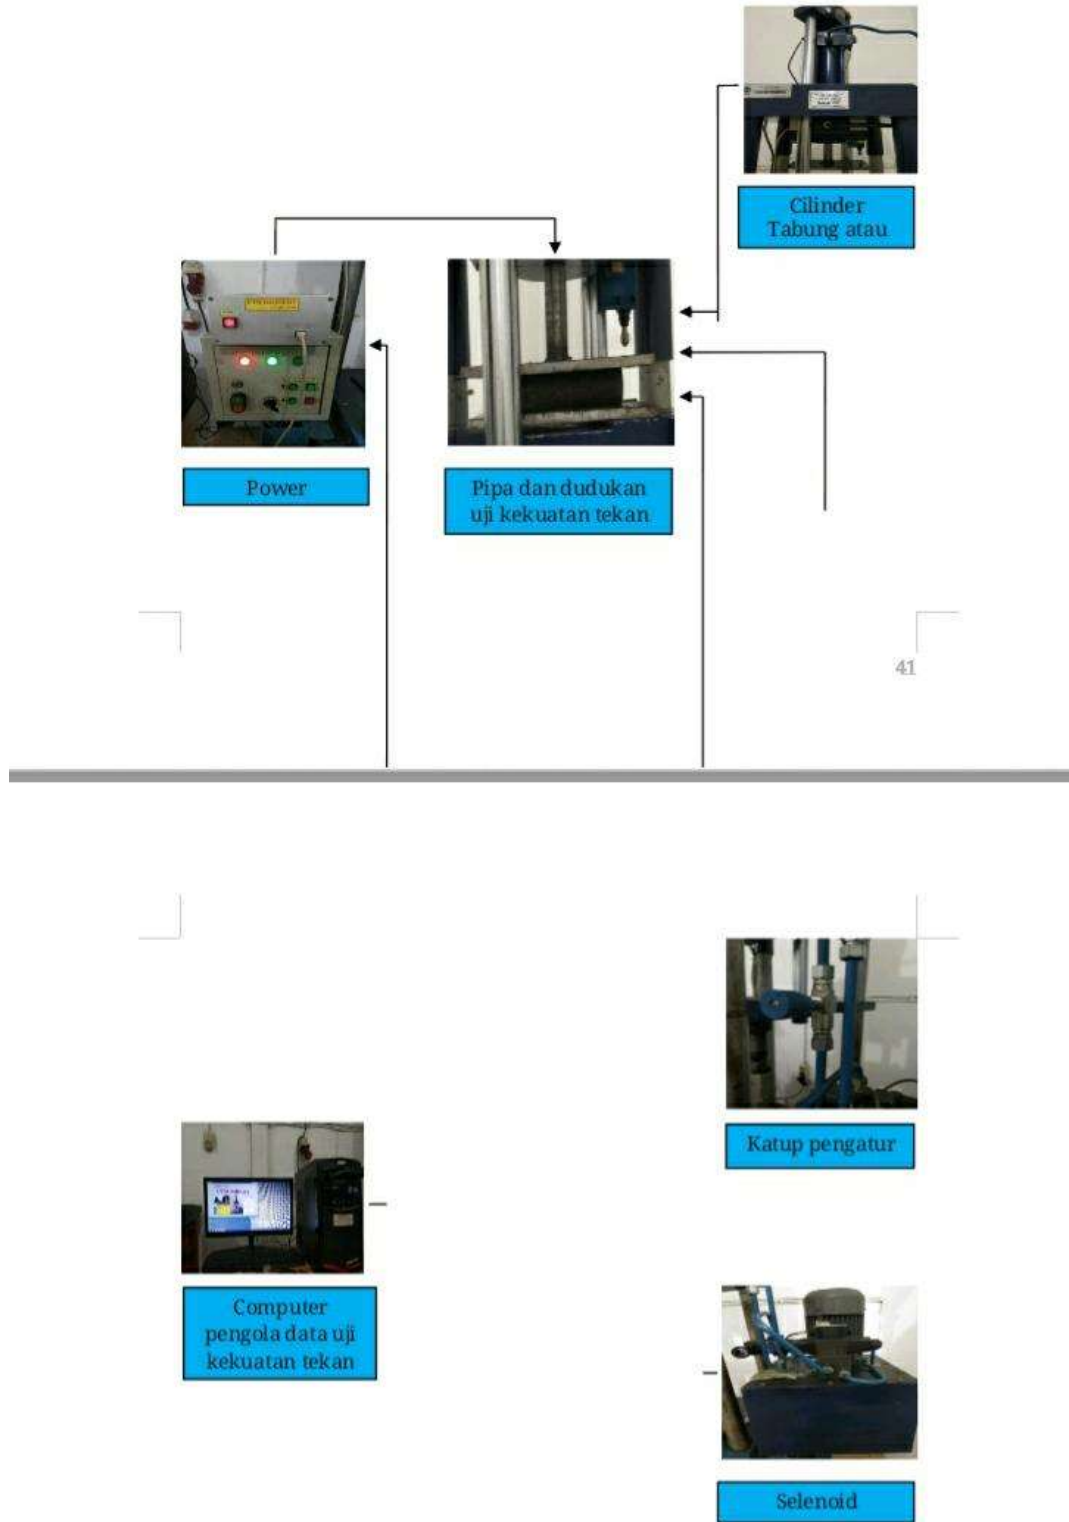 Cilinder
Tabung atau
Power
Pipa dan dudukan
uji kekuatan tekan
41
Katup pengatur
Computer
pengola data uji
kekuatan tekan
Selenoid